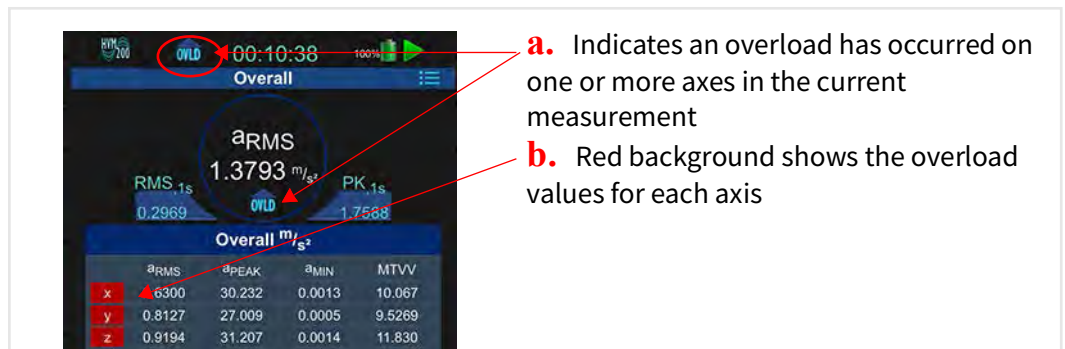 HVM 200 OVLD 00:10:38 100%
Overall
aRMS
1.3793 m/s²
RMS,1s PK,1s
OVLD
0.2969 1.7588
Overall m/s²
aRMS aPEAK aMIN MTVV
x .6300 30.232 0.0013 10.067
y 0.8127 27.009 0.0005 9.5269
z 0.9194 31.207 0.0014 11.830
a. Indicates an overload has occurred on
one or more axes in the current
measurement
b. Red background shows the overload
values for each axis